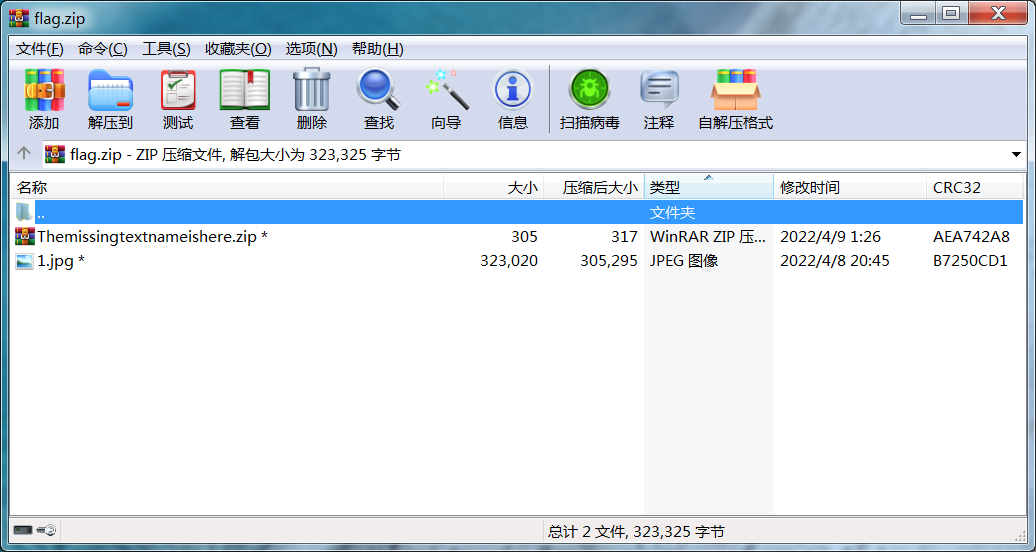 flag.zip
文件(F) 命令(C) 工具(S) 收藏夹(O) 选项(N) 帮助(H)
添加 解压到 测试 查看 删除 查找 向导 信息 扫描病毒 注释 自解压格式
flag.zip - ZIP 压缩文件, 解包大小为 323,325 字节
名称 大小 压缩后大小 类型 修改时间 CRC32
.. 文件夹
Themissingtextnameishere.zip * 305 317 WinRAR ZIP 压... 2022/4/9 1:26 AEA742A8
1.jpg * 323,020 305,295 JPEG 图像 2022/4/8 20:45 B7250CD1
总计 2 文件, 323,325 字节